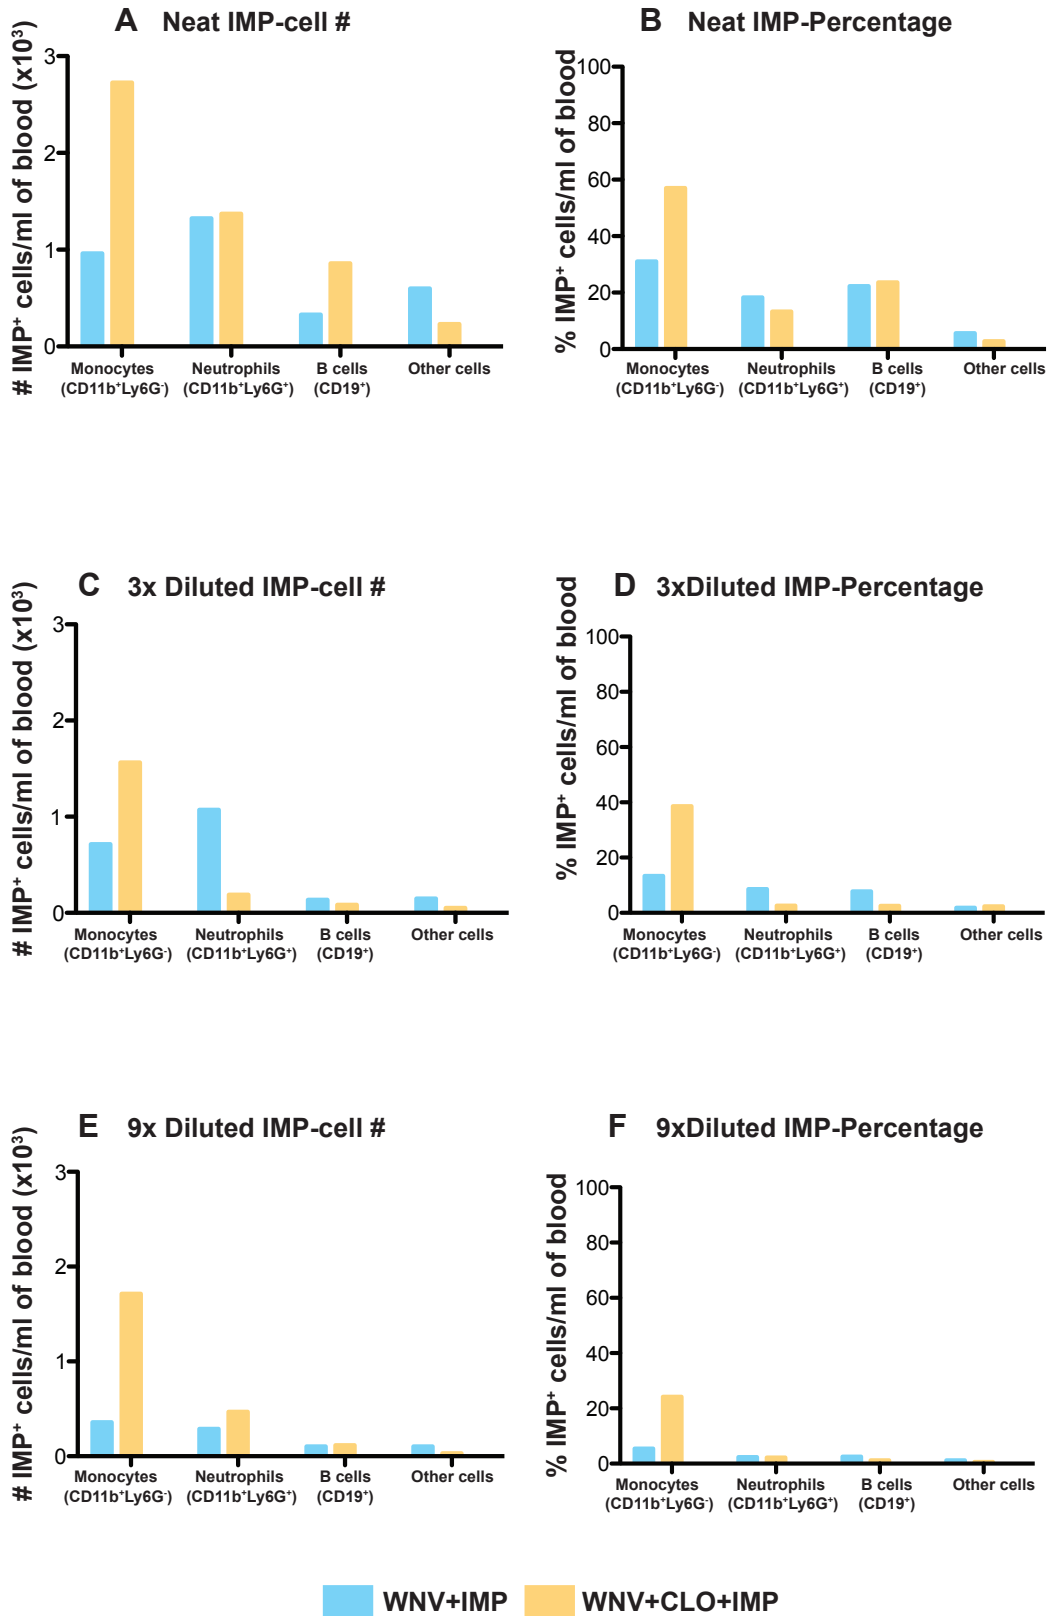 A Neat IMP-cell #
# IMP⁺ cells/ml of blood (x10³)
3
2
1
0
Monocytes
(CD11b⁺Ly6G⁻)
Neutrophils
(CD11b⁺Ly6G⁺)
B cells
(CD19⁺)
Other cells
B Neat IMP-Percentage
% IMP⁺ cells/ml of blood
100
80
60
40
20
0
Monocytes
(CD11b⁺Ly6G⁻)
Neutrophils
(CD11b⁺Ly6G⁺)
B cells
(CD19⁺)
Other cells
C 3x Diluted IMP-cell #
# IMP⁺ cells/ml of blood (x10³)
3
2
1
0
Monocytes
(CD11b⁺Ly6G⁻)
Neutrophils
(CD11b⁺Ly6G⁺)
B cells
(CD19⁺)
Other cells
D 3xDiluted IMP-Percentage
% IMP⁺ cells/ml of blood
100
80
60
40
20
0
Monocytes
(CD11b⁺Ly6G⁻)
Neutrophils
(CD11b⁺Ly6G⁺)
B cells
(CD19⁺)
Other cells
E 9x Diluted IMP-cell #
# IMP⁺ cells/ml of blood (x10³)
3
2
1
0
Monocytes
(CD11b⁺Ly6G⁻)
Neutrophils
(CD11b⁺Ly6G⁺)
B cells
(CD19⁺)
Other cells
F 9xDiluted IMP-Percentage
% IMP⁺ cells/ml of blood
100
80
60
40
20
0
Monocytes
(CD11b⁺Ly6G⁻)
Neutrophils
(CD11b⁺Ly6G⁺)
B cells
(CD19⁺)
Other cells
WNV+IMP WNV+CLO+IMP